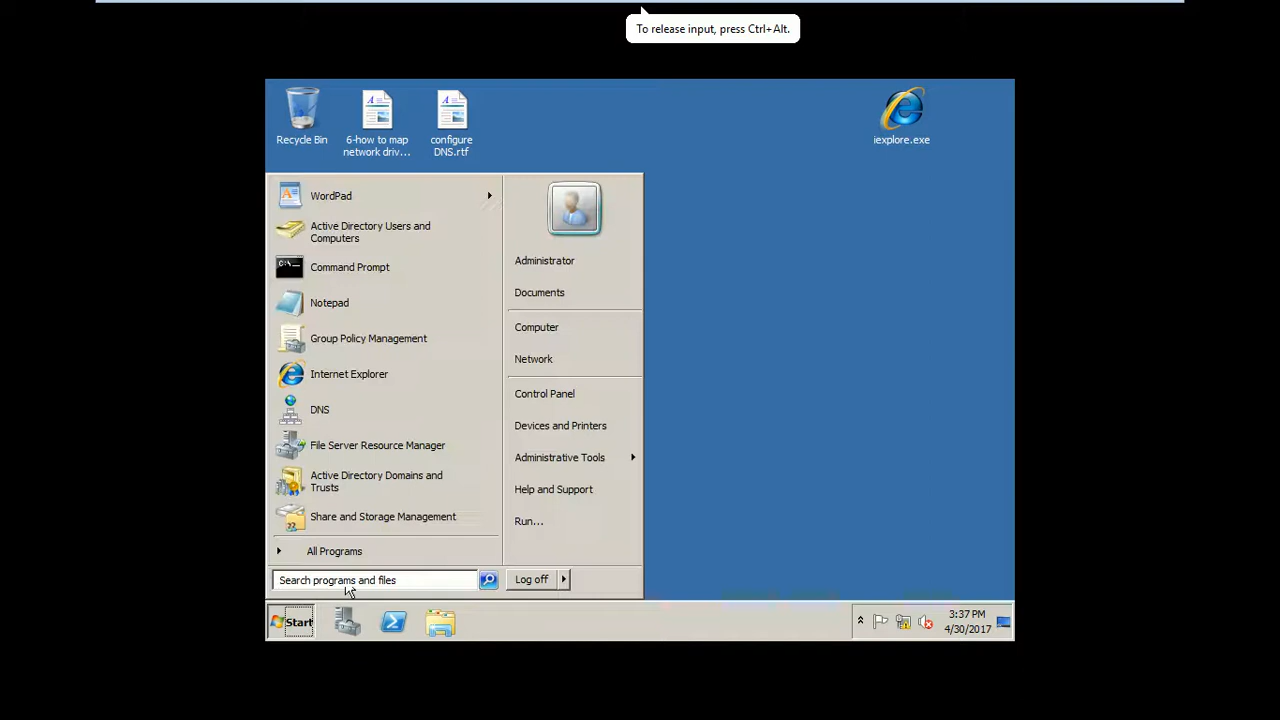 To release input, press Ctrl+Alt.
Recycle Bin
6-how to map
network driv...
configure
DNS.rtf
iexplore.exe
WordPad
Active Directory Users and
Computers
Command Prompt
Notepad
Group Policy Management
Internet Explorer
DNS
File Server Resource Manager
Active Directory Domains and
Trusts
Share and Storage Management
All Programs
Search programs and files
Administrator
Documents
Computer
Network
Control Panel
Devices and Printers
Administrative Tools
Help and Support
Run...
Log off
Start
3:37 PM
4/30/2017